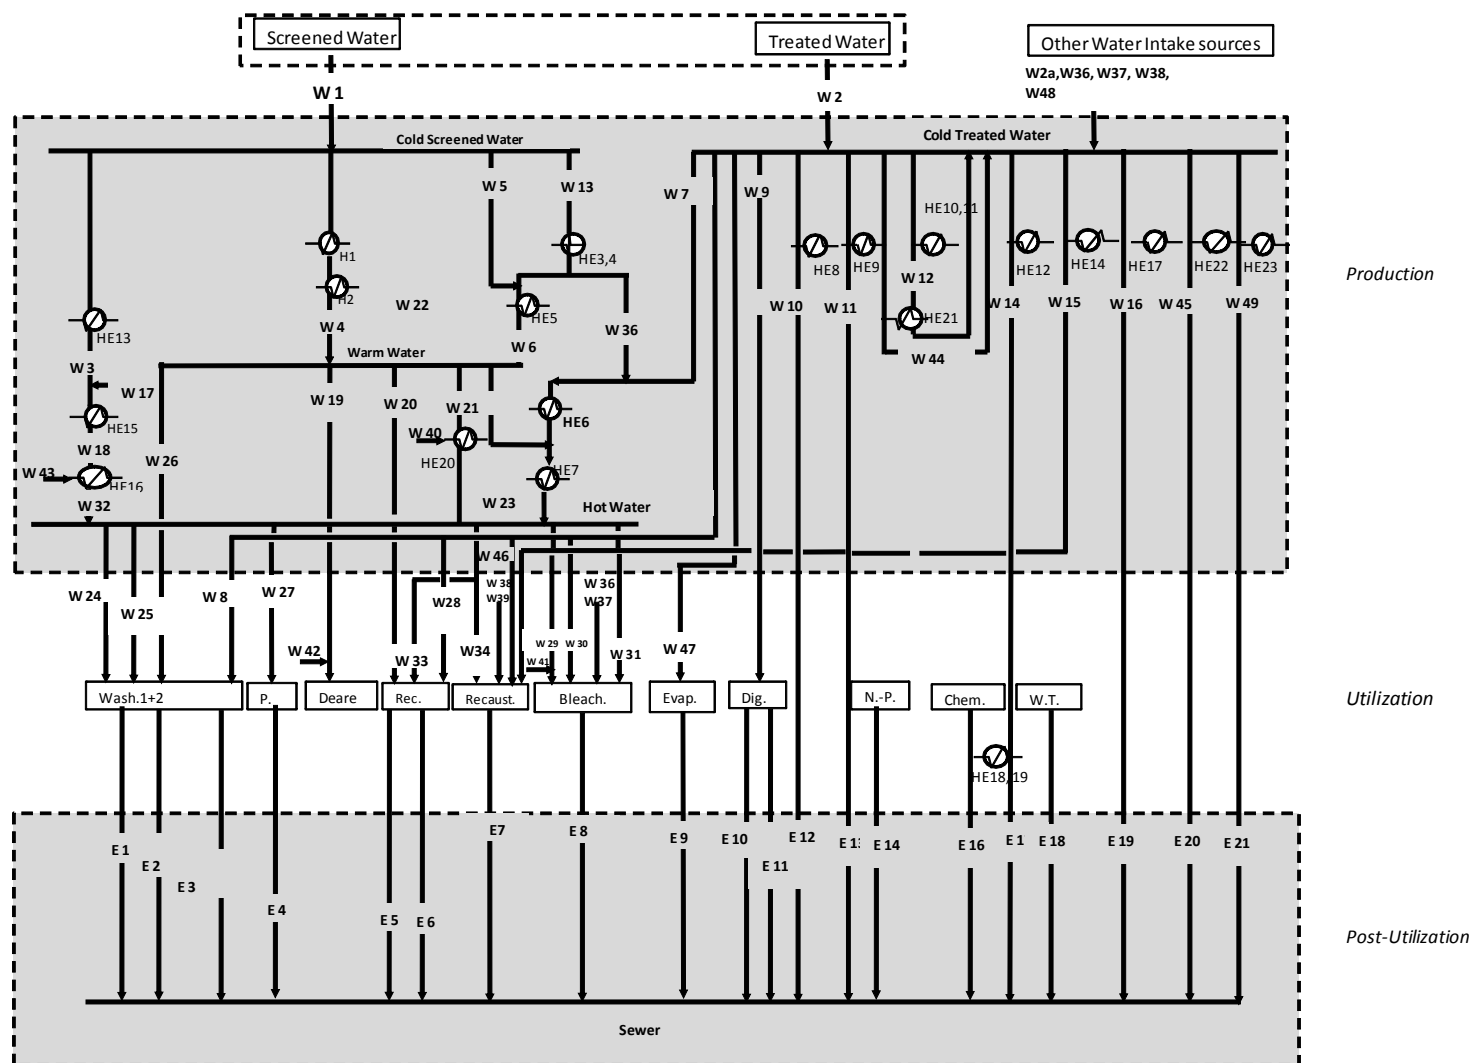 Screened Water
Treated Water
Other Water Intake sources
W2a,W36, W37, W38,
W48
W 1
W 2
Cold Screened Water
Cold Treated Water
W 5
W 13
W 7
W 9
HE10,11
H1
HE3,4
HE8
HE9
HE12
HE14
HE17
HE22
HE23
Production
H2
W 22
HE5
W 12
W 10
W 11
W 14
W 15
W 16
W 45
W 49
HE13
W 4
W 36
HE21
W 6
Warm Water
W 44
W 3
W 17
W 19
W 20
W 21
HE15
HE6
W 40
W 18
W 26
HE20
HE7
W 43
HE16
W 32
W 23
Hot Water
W 46
W 24
W 25
W 8
W 27
W28
W 38
W39
W 36
W37
W 42
W 33
W34
W 29
W 30
W 41
W 31
W 47
Wash.1+2
P.
Deare
Rec.
Recaust.
Bleach.
Evap.
Dig.
N.-P.
Chem.
W.T.
Utilization
HE18,19
E 1
E 2
E 3
E 4
E 5
E 6
E7
E 8
E 9
E 10
E 11
E 12
E 14
E 16
E 18
E 19
E 20
E 21
Post-Utilization
Sewer